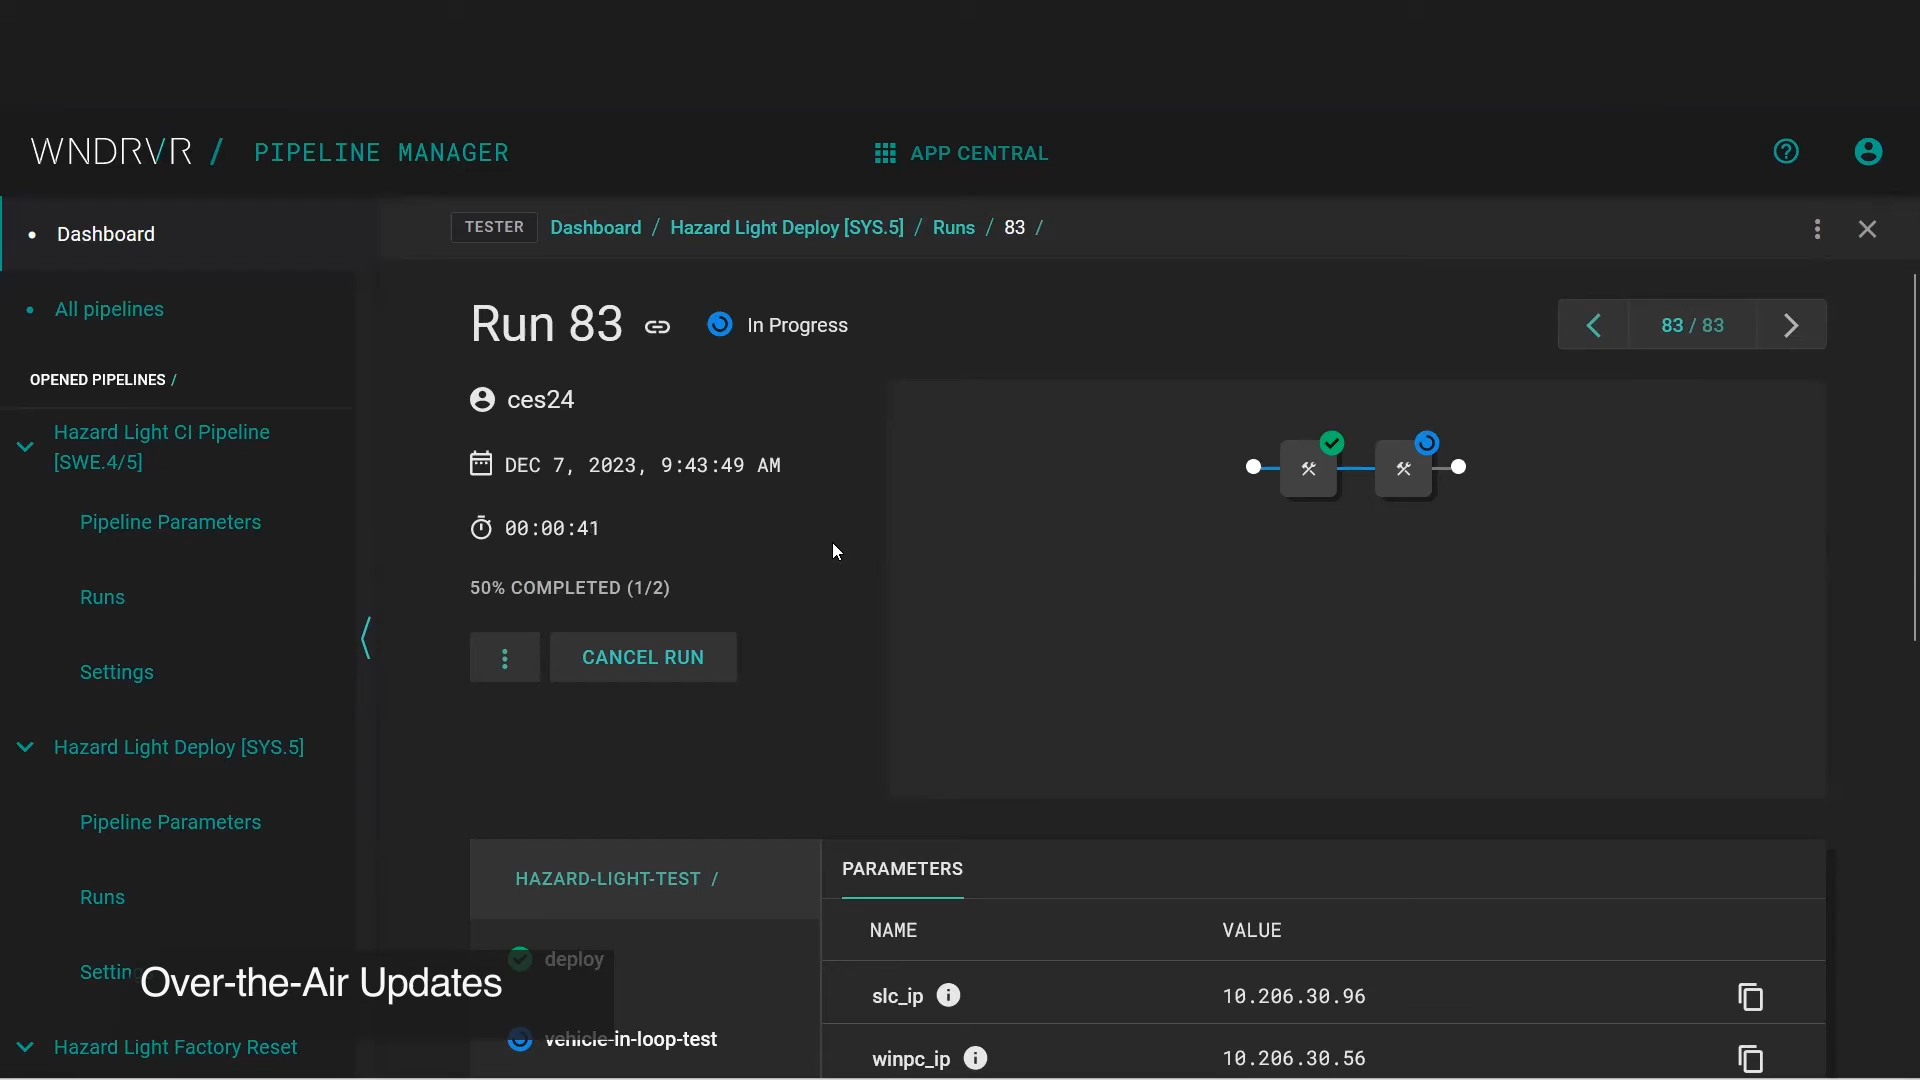 WNDRVR / PIPELINE MANAGER
APP CENTRAL
Dashboard
TESTER Dashboard / Hazard Light Deploy [SYS.5] / Runs / 83 /
All pipelines
OPENED PIPELINES /
Hazard Light CI Pipeline
[SWE.4/5]
Pipeline Parameters
Runs
Settings
Hazard Light Deploy [SYS.5]
Pipeline Parameters
Runs
Settin
Over-the-Air Updates
Hazard Light Factory Reset
Run 83
In Progress
83 / 83
ces24
DEC 7, 2023, 9:43:49 AM
00:00:41
50% COMPLETED (1/2)
CANCEL RUN
HAZARD-LIGHT-TEST /
deploy
vehicle-in-loop-test
PARAMETERS
NAME VALUE
slc_ip 10.206.30.96
winpc_ip 10.206.30.56